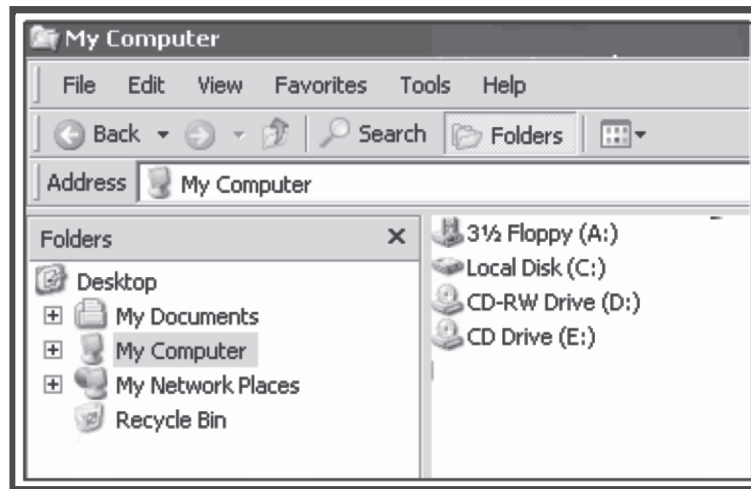 My Computer
File Edit View Favorites Tools Help
Back Search Folders
Address My Computer
Folders
Desktop
My Documents
My Computer
My Network Places
Recycle Bin
3½ Floppy (A:)
Local Disk (C:)
CD-RW Drive (D:)
CD Drive (E:)